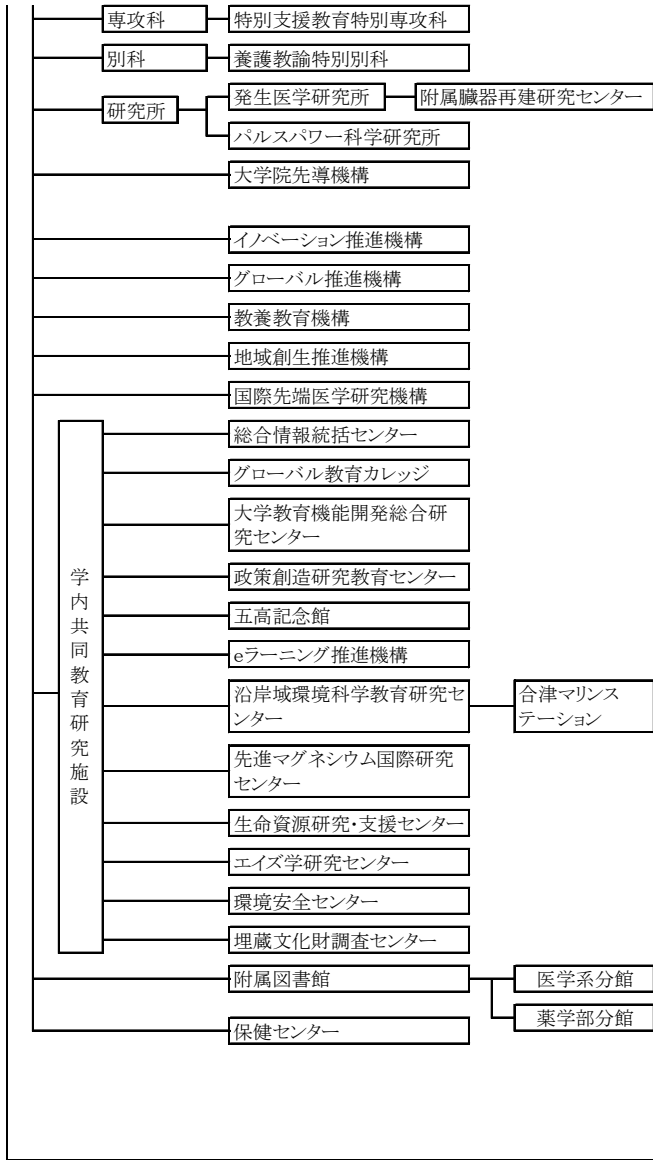 専攻科
特別支援教育特別専攻科
別科
養護教諭特別別科
研究所
発生医学研究所
附属臓器再建研究センター
パルスパワー科学研究所
大学院先導機構
イノベーション推進機構
グローバル推進機構
教養教育機構
地域創生推進機構
国際先端医学研究機構
学内共同教育研究施設
総合情報統括センター
グローバル教育カレッジ
大学教育機能開発総合研
究センター
政策創造研究教育センター
五高記念館
eラーニング推進機構
沿岸域環境科学教育研究セ
ンター
合津マリンス
テーション
先進マグネシウム国際研究
センター
生命資源研究・支援センター
エイズ学研究センター
環境安全センター
埋蔵文化財調査センター
附属図書館
医学系分館
薬学部分館
保健センター